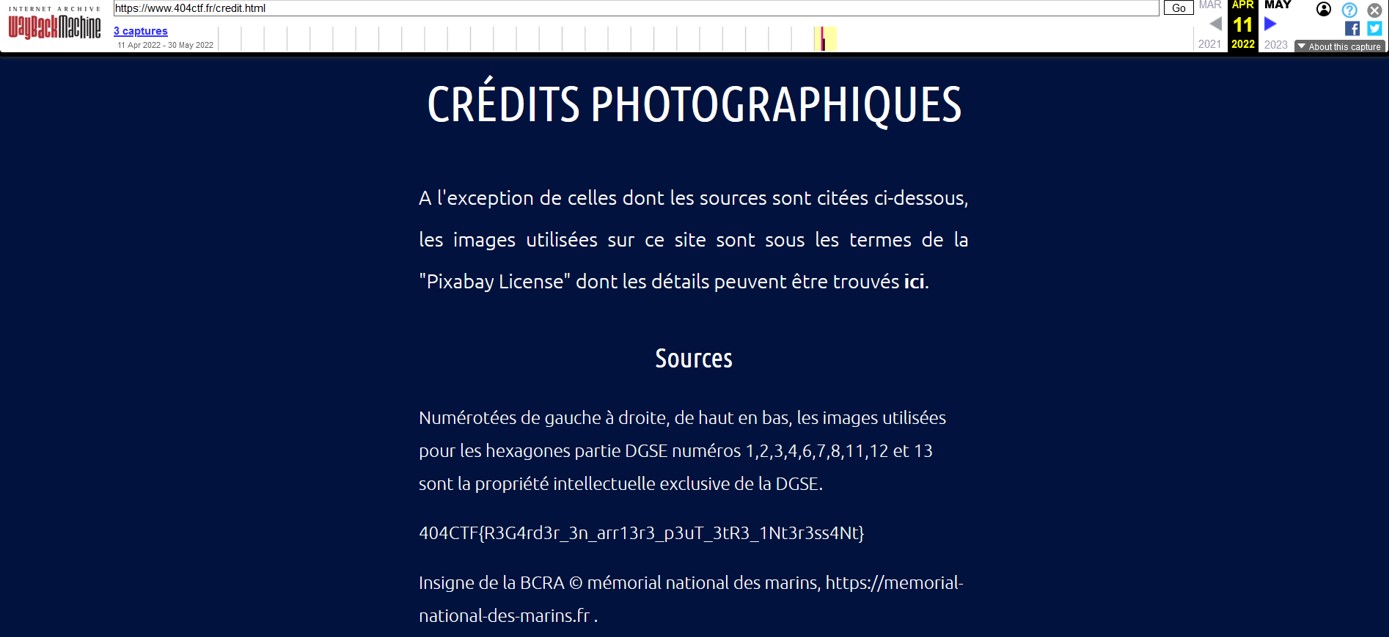 INTERNET ARCHIVE
WayBackMachine
https://www.404ctf.fr/credit.html
Go
MAR APR MAY
3 captures
11
11 Apr 2022 - 30 May 2022
2021 2022 2023
About this capture
CRÉDITS PHOTOGRAPHIQUES
A l'exception de celles dont les sources sont citées ci-dessous,
les images utilisées sur ce site sont sous les termes de la
"Pixabay License" dont les détails peuvent être trouvés ici.
Sources
Numérotées de gauche à droite, de haut en bas, les images utilisées
pour les hexagones partie DGSE numéros 1,2,3,4,6,7,8,11,12 et 13
sont la propriété intellectuelle exclusive de la DGSE.
404CTF{R3G4rd3r_3n_arr13r3_p3uT_3tR3_1Nt3r3ss4Nt}
Insigne de la BCRA © mémorial national des marins, https://memorial-
national-des-marins.fr .